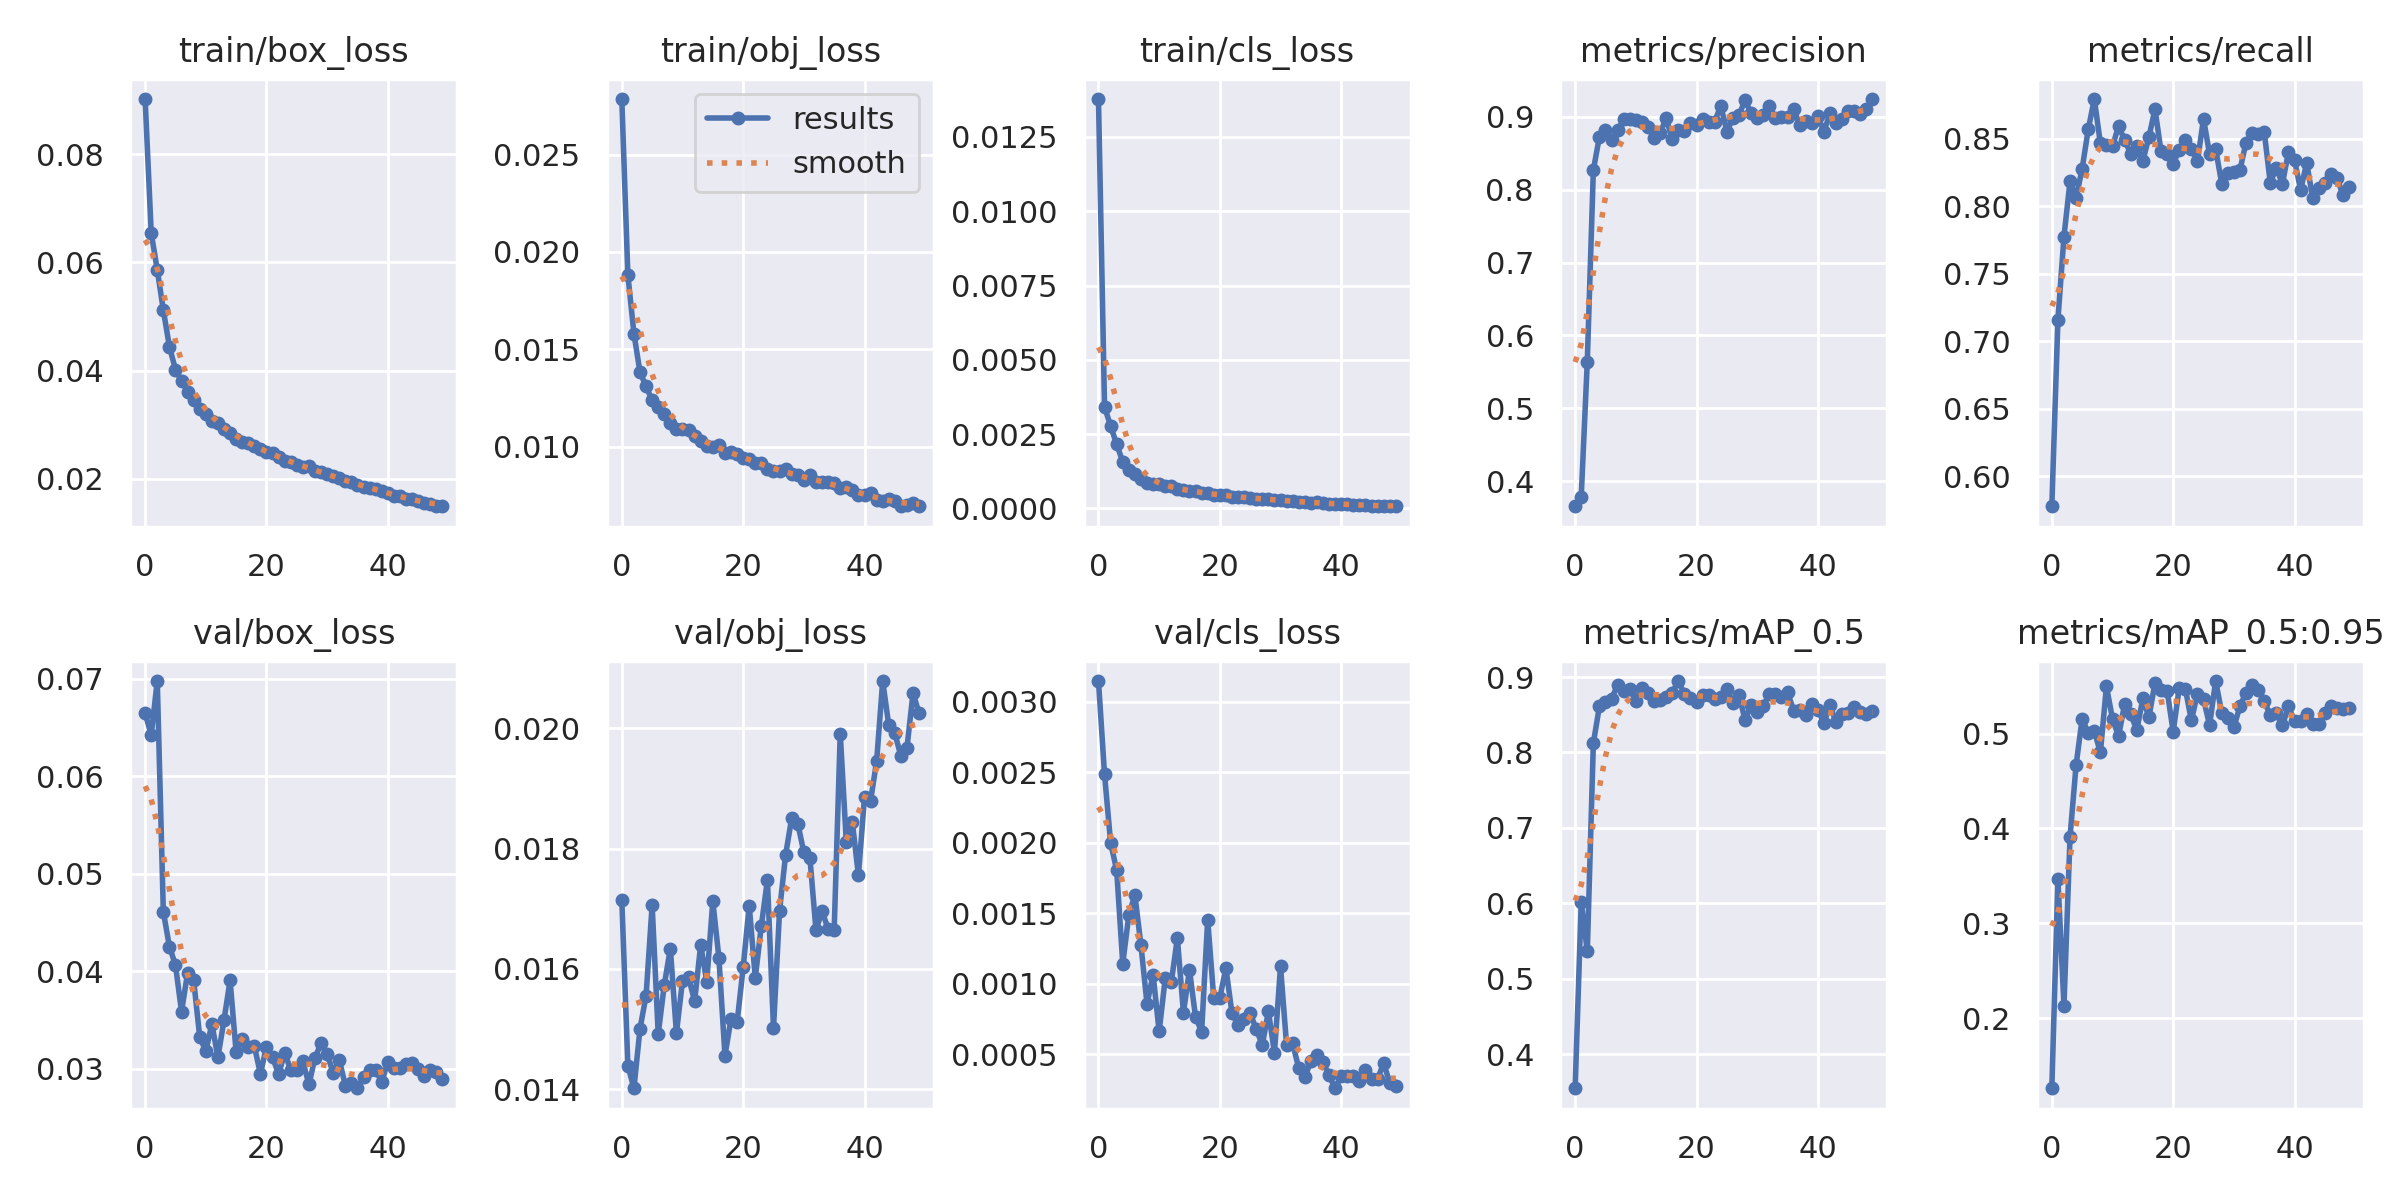 train/box_loss
0.08
0.06
0.04
0.02
0 20 40
train/obj_loss
results
smooth
0.025
0.020
0.015
0.010
0 20 40
train/cls_loss
0.0125
0.0100
0.0075
0.0050
0.0025
0.0000
0 20 40
metrics/precision
0.9
0.8
0.7
0.6
0.5
0.4
0 20 40
metrics/recall
0.85
0.80
0.75
0.70
0.65
0.60
0 20 40
val/box_loss
0.07
0.06
0.05
0.04
0.03
0 20 40
val/obj_loss
0.020
0.018
0.016
0.014
0 20 40
val/cls_loss
0.0030
0.0025
0.0020
0.0015
0.0010
0.0005
0 20 40
metrics/mAP_0.5
0.9
0.8
0.7
0.6
0.5
0.4
0 20 40
metrics/mAP_0.5:0.95
0.5
0.4
0.3
0.2
0 20 40